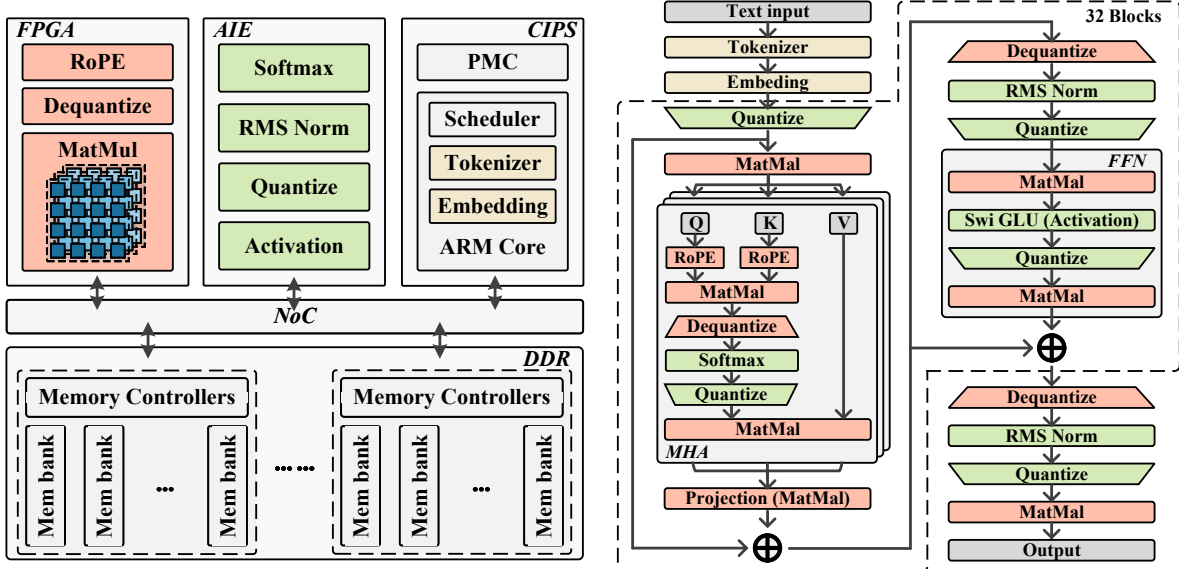 FPGA
RoPE
Dequantize
MatMul
AIE
Softmax
RMS Norm
Quantize
Activation
CIPS
PMC
Scheduler
Tokenizer
Embedding
ARM Core
NoC
DDR
Memory Controllers
Mem bank
Mem bank
...
Mem bank
... ...
Memory Controllers
Mem bank
Mem bank
...
Mem bank
Text input
Tokenizer
Embeding
Quantize
MatMal
Q
K
V
RoPE
RoPE
MatMal
Dequantize
Softmax
Quantize
MatMal
MHA
Projection (MatMal)
32 Blocks
Dequantize
RMS Norm
Quantize
FFN
MatMal
Swi GLU (Activation)
Quantize
MatMal
Dequantize
RMS Norm
Quantize
MatMal
Output